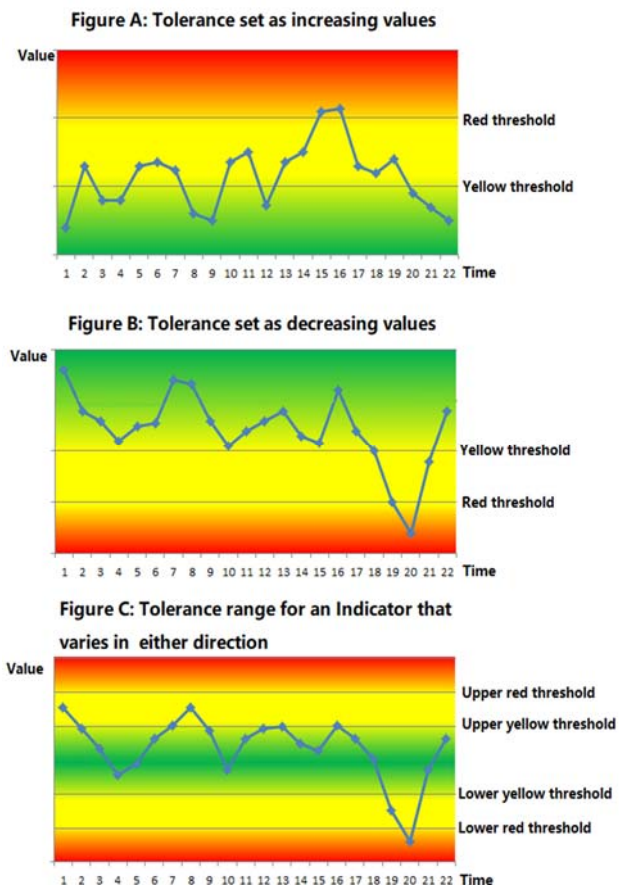 Figure A: Tolerance set as increasing values
Value
Red threshold
Yellow threshold
1 2 3 4 5 6 7 8 9 10 11 12 13 14 15 16 17 18 19 20 21 22 Time
Figure B: Tolerance set as decreasing values
Value
Yellow threshold
Red threshold
1 2 3 4 5 6 7 8 9 10 11 12 13 14 15 16 17 18 19 20 21 22 Time
Figure C: Tolerance range for an Indicator that
varies in either direction
Value
Upper red threshold
Upper yellow threshold
Lower yellow threshold
Lower red threshold
1 2 3 4 5 6 7 8 9 10 11 12 13 14 15 16 17 18 19 20 21 22 Time